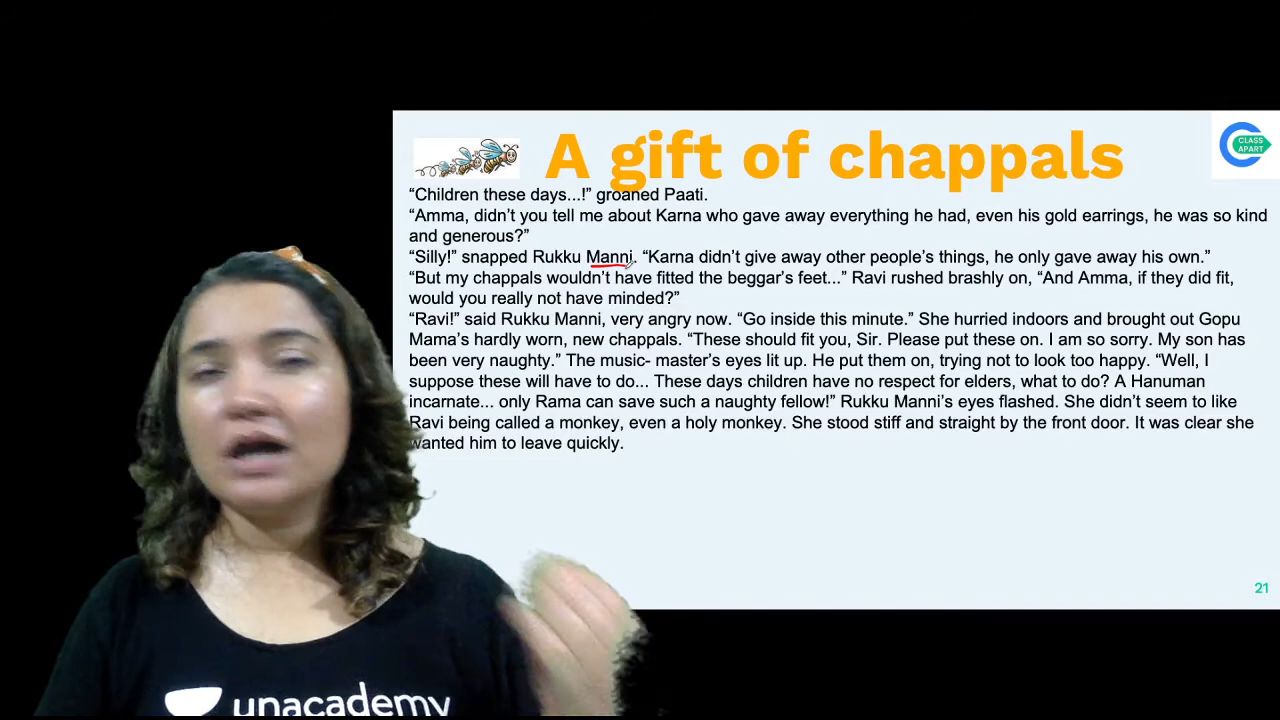 A gift of chappals
CLASS
APART
“Children these days...!” groaned Paati.
“Amma, didn’t you tell me about Karna who gave away everything he had, even his gold earrings, he was so kind
and generous?”
“Silly!” snapped Rukku Manni. “Karna didn’t give away other people’s things, he only gave away his own.”
“But my chappals wouldn’t have fitted the beggar’s feet...” Ravi rushed brashly on, “And Amma, if they did fit,
would you really not have minded?”
“Ravi!” said Rukku Manni, very angry now. “Go inside this minute.” She hurried indoors and brought out Gopu
Mama’s hardly worn, new chappals. “These should fit you, Sir. Please put these on. I am so sorry. My son has
been very naughty.” The music- master’s eyes lit up. He put them on, trying not to look too happy. “Well, I
suppose these will have to do... These days children have no respect for elders, what to do? A Hanuman
incarnate... only Rama can save such a naughty fellow!” Rukku Manni’s eyes flashed. She didn’t seem to like
Ravi being called a monkey, even a holy monkey. She stood stiff and straight by the front door. It was clear she
wanted him to leave quickly.
21
unacademy